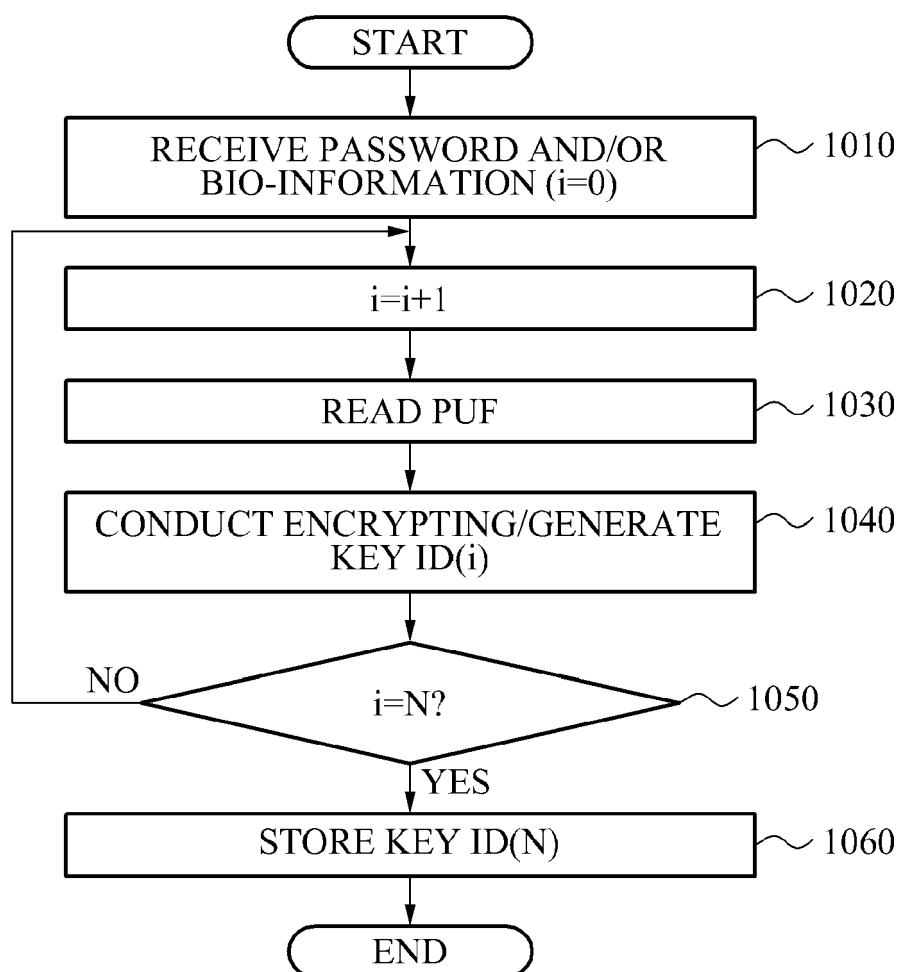 START
RECEIVE PASSWORD AND/OR
BIO-INFORMATION (i=0)
1010
i=i+1
1020
READ PUF
1030
CONDUCT ENCRYPTING/GENERATE
KEY ID(i)
1040
NO
i=N?
1050
YES
STORE KEY ID(N)
1060
END